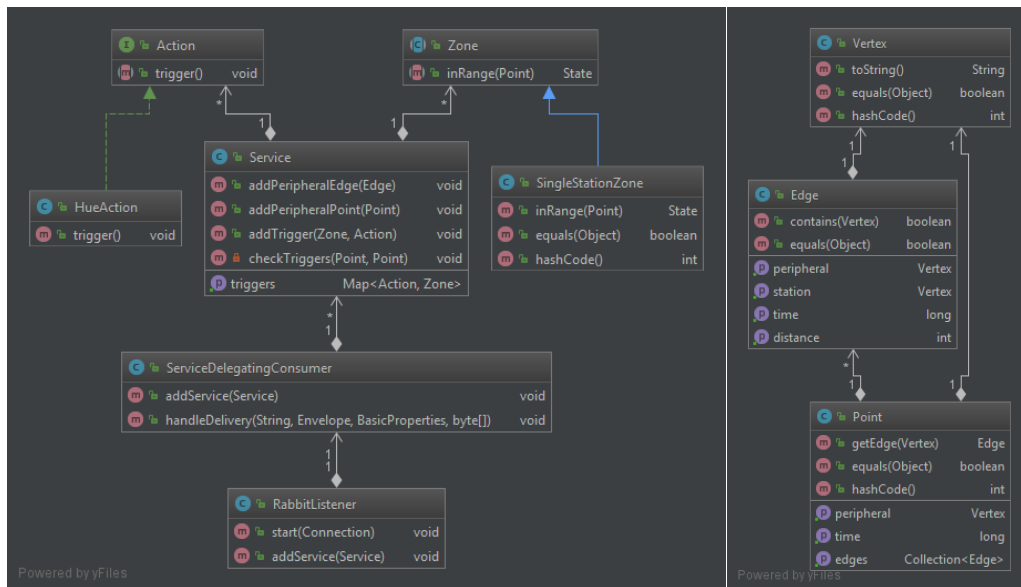 Action
trigger() void
Zone
inRange(Point) State
* *
1 1
Service
addPeripheralEdge(Edge) void
addPeripheralPoint(Point) void
addTrigger(Zone, Action) void
checkTriggers(Point, Point) void
triggers Map<Action, Zone>
HueAction
trigger() void
SingleStationZone
inRange(Point) State
equals(Object) boolean
hashCode() int
*
1
ServiceDelegatingConsumer
addService(Service) void
handleDelivery(String, Envelope, BasicProperties, byte[]) void
1
1
RabbitListener
start(Connection) void
addService(Service) void
Powered by yFiles
Vertex
toString() String
equals(Object) boolean
hashCode() int
1 1
1
Edge
contains(Vertex) boolean
equals(Object) boolean
peripheral Vertex
station Vertex
time long
distance int
*
1 1
Point
getEdge(Vertex) Edge
equals(Object) boolean
hashCode() int
peripheral Vertex
time long
edges Collection<Edge>
Powered by yFiles